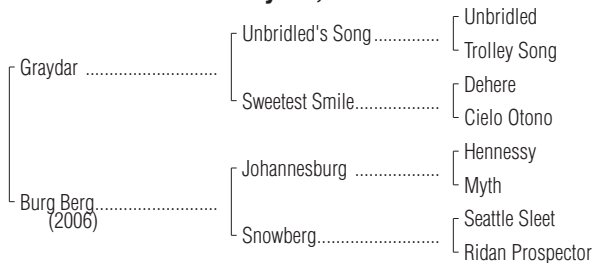 Unbridled
Unbridled's Song
Trolley Song
Graydar
Dehere
Sweetest Smile
Cielo Otono
Hennessy
Johannesburg
Myth
Burg Berg
(2006)
Seattle Sleet
Snowberg
Ridan Prospector